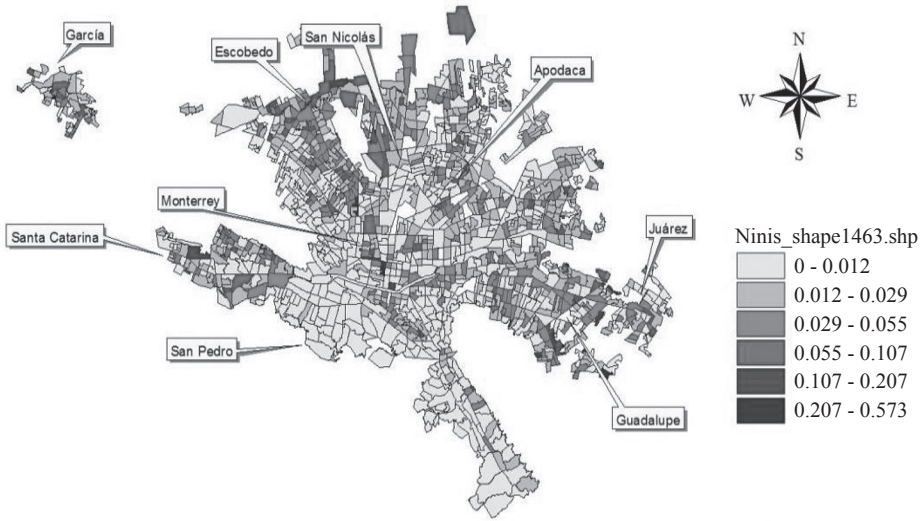 García
Escobedo
San Nicolás
Apodaca
N
W
E
S
Monterrey
Santa Catarina
Juárez
San Pedro
Guadalupe
Ninis_shape1463.shp
0 - 0.012
0.012 - 0.029
0.029 - 0.055
0.055 - 0.107
0.107 - 0.207
0.207 - 0.573